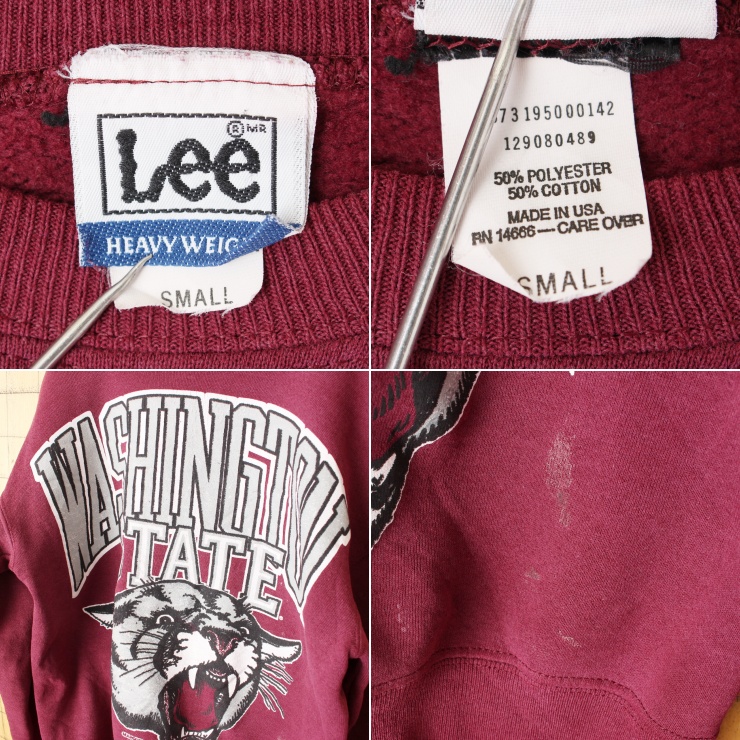 Lee
® MR
HEAVY WEIG
SMALL
73195000142
129080489
50% POLYESTER
50% COTTON
MADE IN USA
RN 14666 — CARE OVER
SMALL
WASHINGTON
STATE